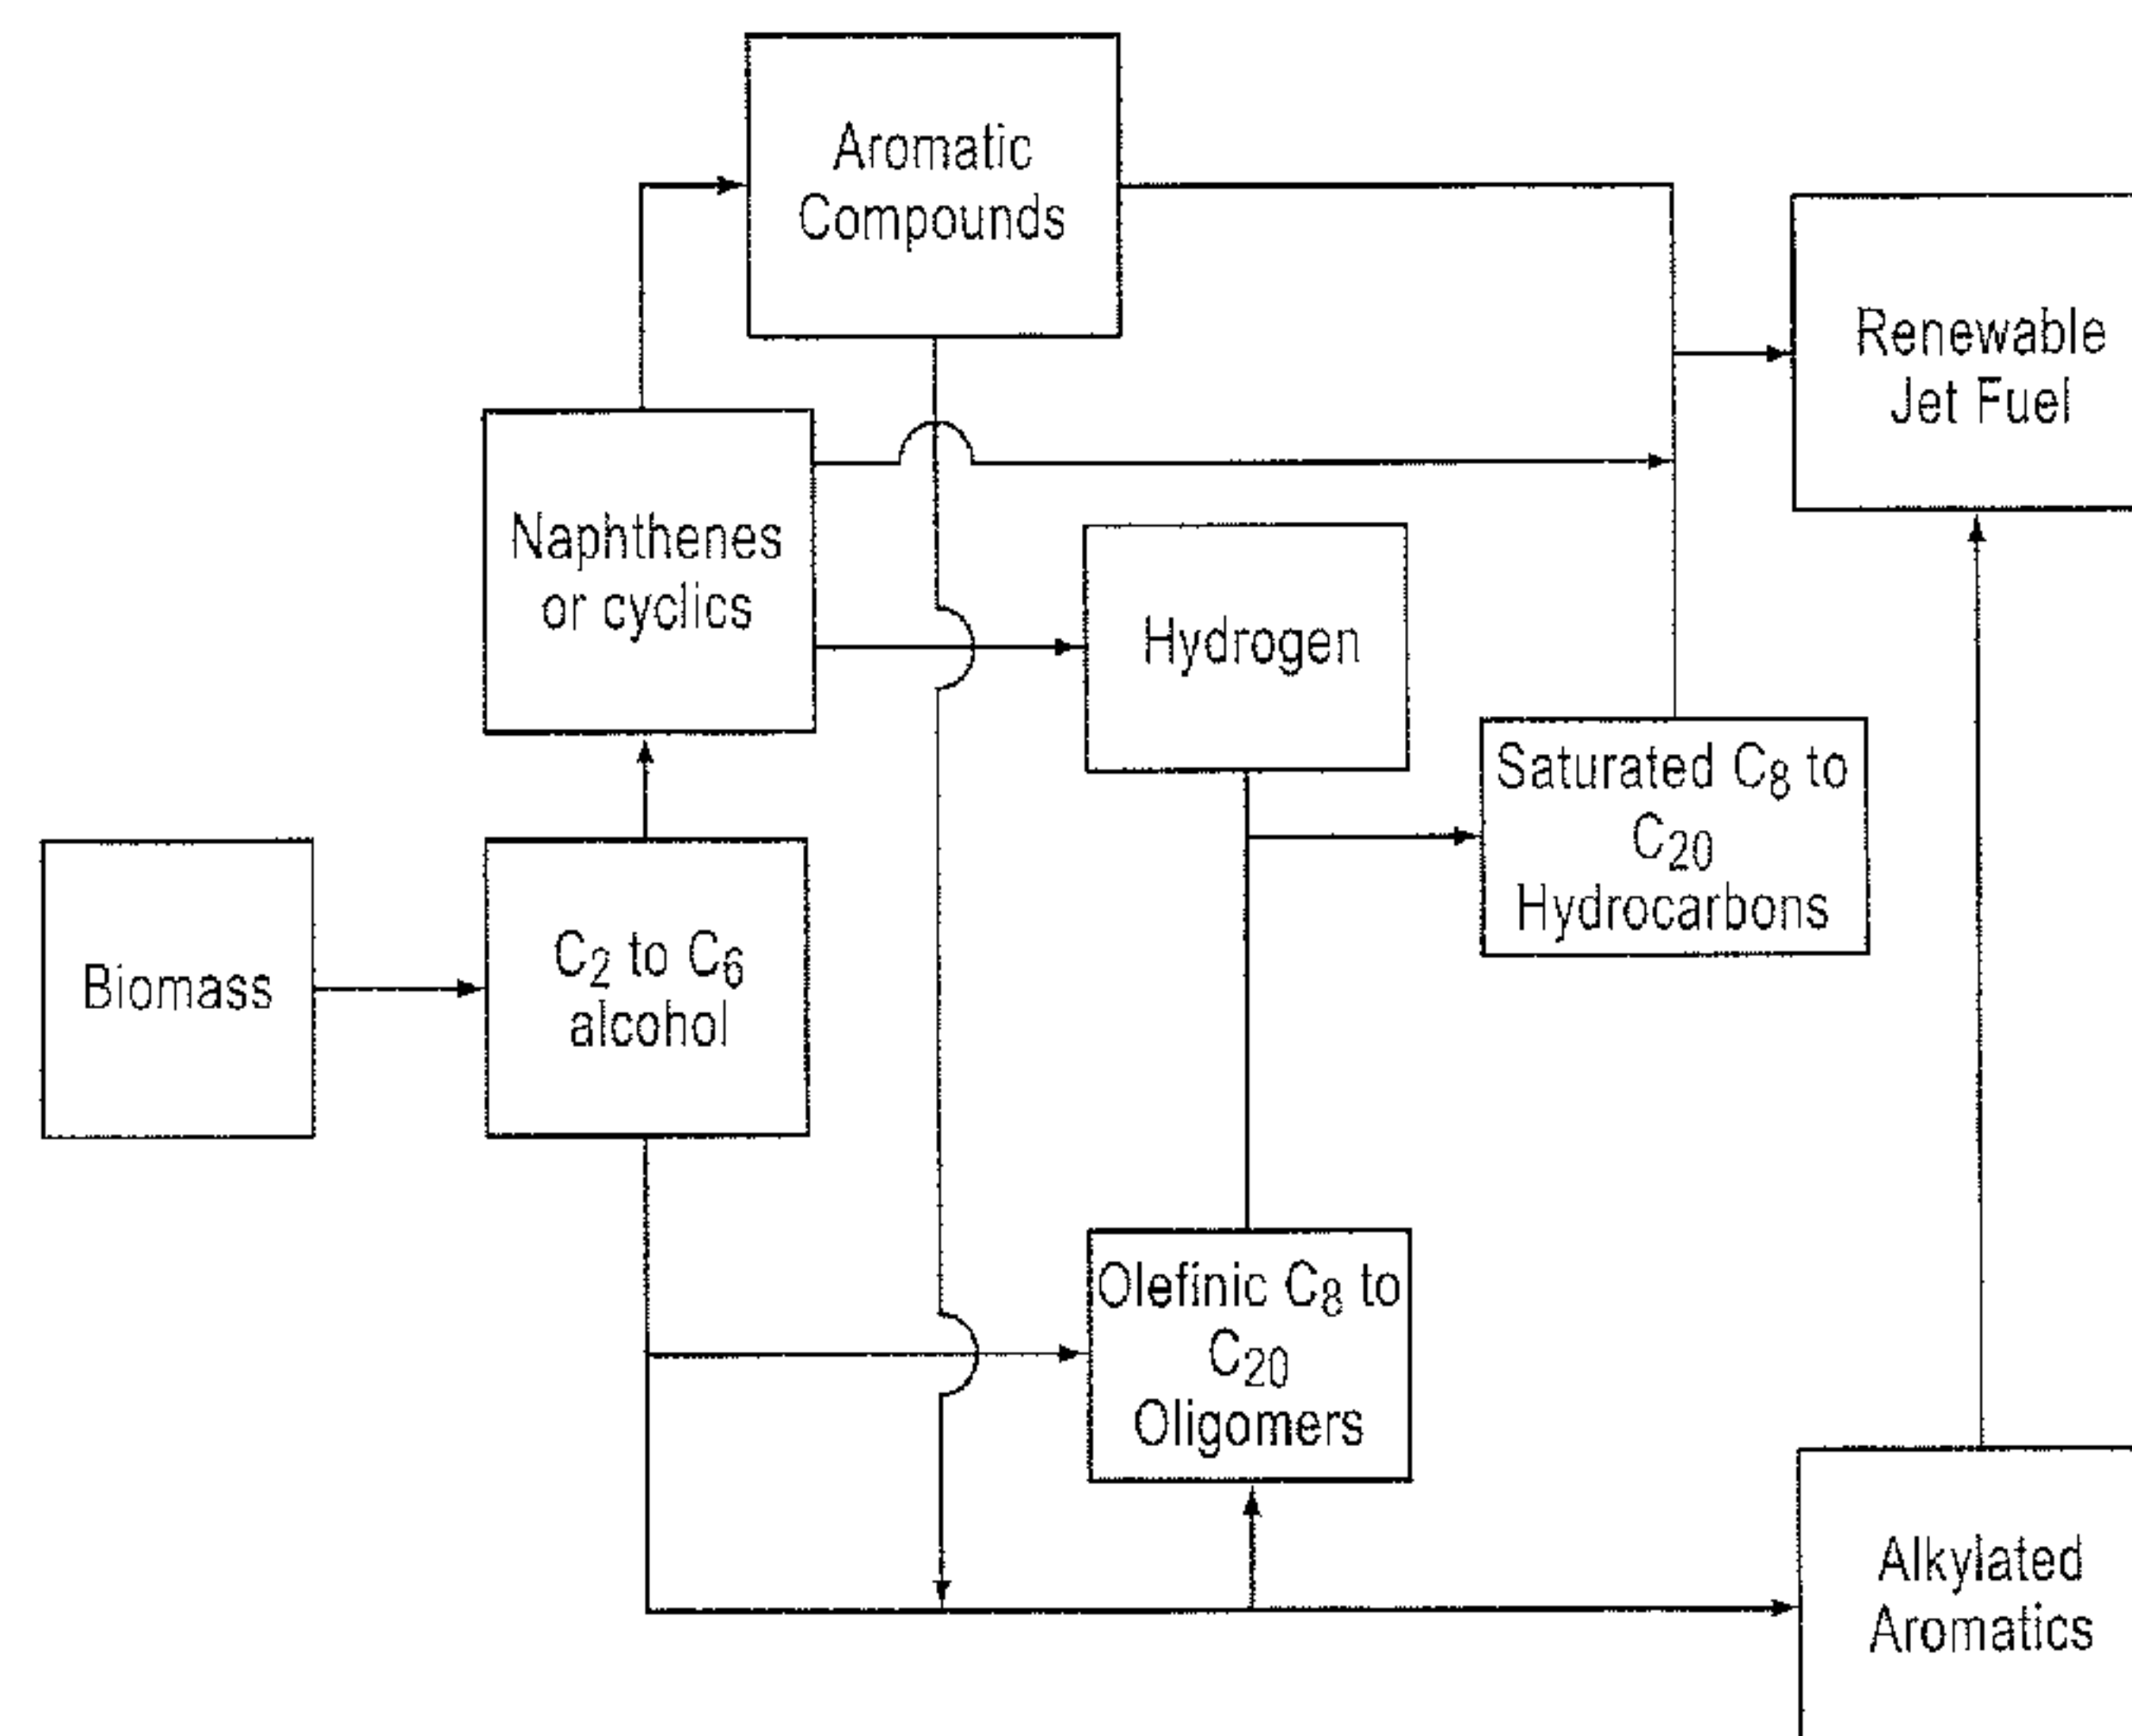 Aromatic
Compounds
Renewable
Jet Fuel
Naphthenes
or cyclics
Hydrogen
Saturated C₈ to
C₂₀
Hydrocarbons
Biomass
C₂ to C₆
alcohol
Olefinic C₈ to
C₂₀
Oligomers
Alkylated
Aromatics